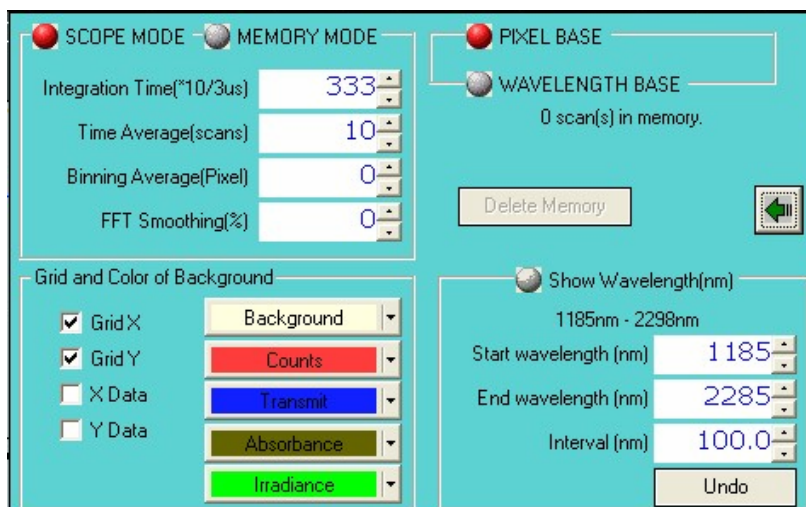 SCOPE MODE MEMORY MODE
Integration Time(*10/3us) 333
Time Average(scans) 10
Binning Average(Pixel) 0
FFT Smoothing(%) 0
PIXEL BASE
WAVELENGTH BASE
0 scan(s) in memory.
Delete Memory
Grid and Color of Background
Grid X
Grid Y
X Data
Y Data
Background
Counts
Transmit
Absorbance
Irradiance
Show Wavelength(nm)
1185nm - 2298nm
Start wavelength (nm) 1185
End wavelength (nm) 2285
Interval (nm) 100.0
Undo